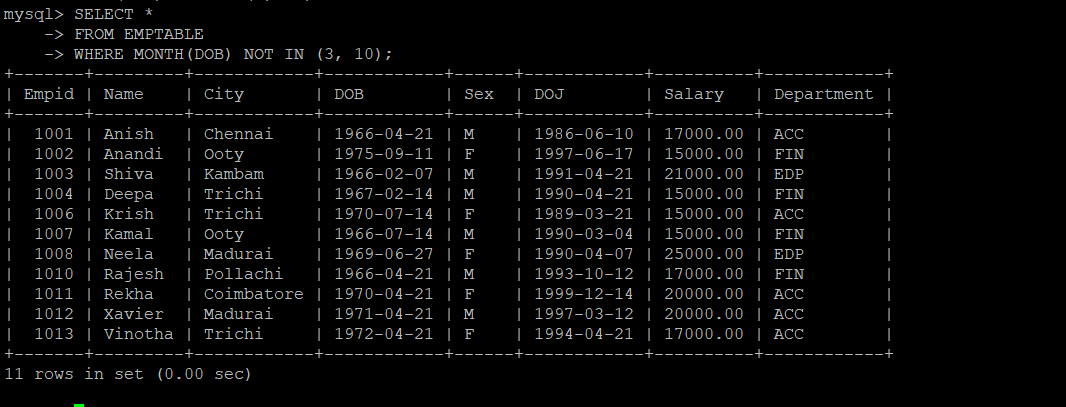 mysql> SELECT *
    -> FROM EMPTABLE
    -> WHERE MONTH(DOB) NOT IN (3, 10);
+-------+---------+------------+------------+------+------------+----------+------------+
| Empid | Name    | City       | DOB        | Sex  | DOJ        | Salary   | Department |
+-------+---------+------------+------------+------+------------+----------+------------+
|  1001 | Anish   | Chennai    | 1966-04-21 | M    | 1986-06-10 | 17000.00 | ACC        |
|  1002 | Anandi  | Ooty       | 1975-09-11 | F    | 1997-06-17 | 15000.00 | FIN        |
|  1003 | Shiva   | Kambam     | 1966-02-07 | M    | 1991-04-21 | 21000.00 | EDP        |
|  1004 | Deepa   | Trichi     | 1967-02-14 | M    | 1990-04-21 | 15000.00 | FIN        |
|  1006 | Krish   | Trichi     | 1970-07-14 | F    | 1989-03-21 | 15000.00 | ACC        |
|  1007 | Kamal   | Ooty       | 1966-07-14 | M    | 1990-03-04 | 15000.00 | FIN        |
|  1008 | Neela   | Madurai    | 1969-06-27 | F    | 1990-04-07 | 25000.00 | EDP        |
|  1010 | Rajesh  | Pollachi   | 1966-04-21 | M    | 1993-10-12 | 17000.00 | FIN        |
|  1011 | Rekha   | Coimbatore | 1970-04-21 | F    | 1999-12-14 | 20000.00 | ACC        |
|  1012 | Xavier  | Madurai    | 1971-04-21 | M    | 1997-03-12 | 20000.00 | ACC        |
|  1013 | Vinotha | Trichi     | 1972-04-21 | F    | 1994-04-21 | 17000.00 | ACC        |
+-------+---------+------------+------------+------+------------+----------+------------+
11 rows in set (0.00 sec)